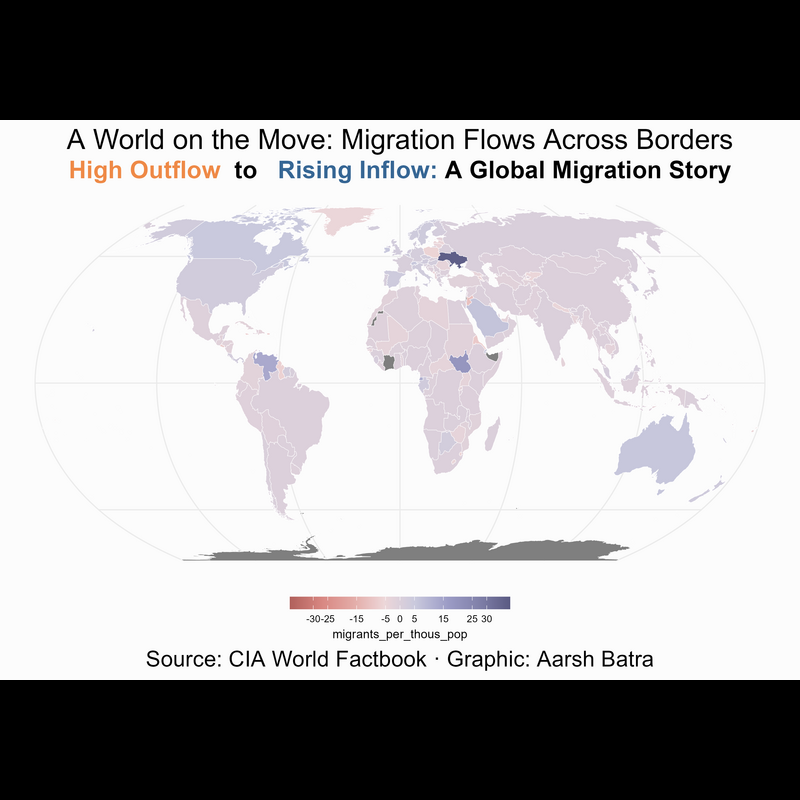 A World on the Move: Migration Flows Across Borders
High Outflow to Rising Inflow: A Global Migration Story
-30 -25 -15 -5 0 5 15 25 30
migrants_per_thous_pop
Source: CIA World Factbook · Graphic: Aarsh Batra